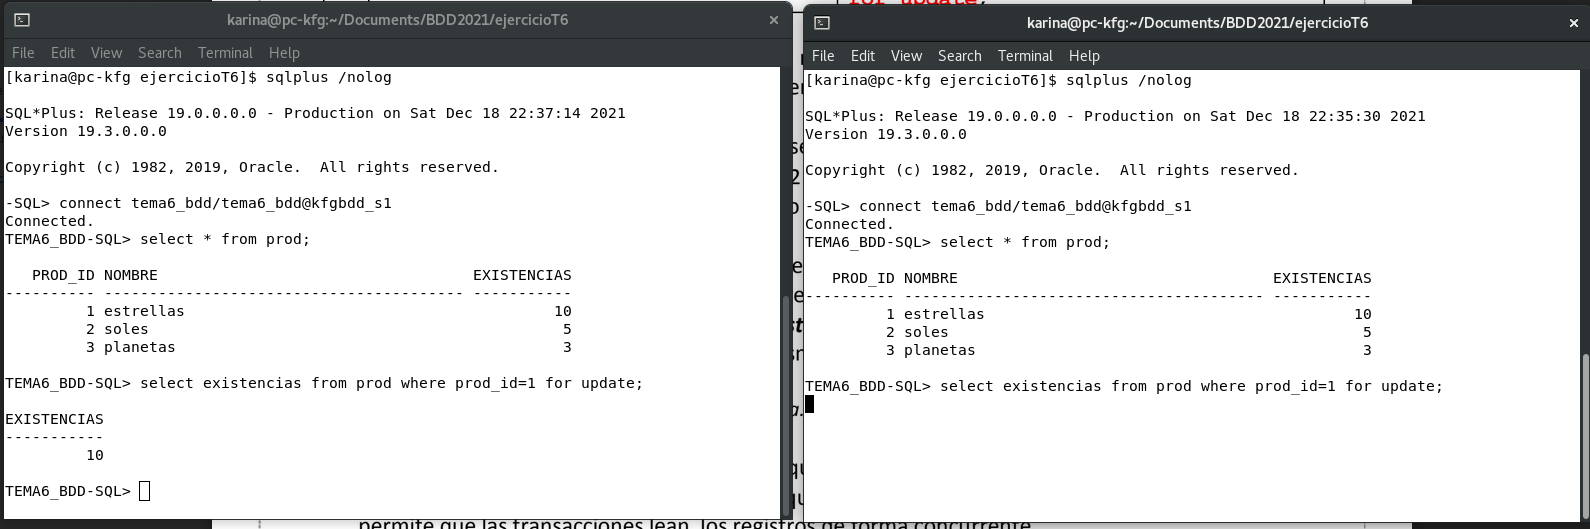 karina@pc-kfg:~/Documents/BDD2021/ejercicioT6
File Edit View Search Terminal Help
[karina@pc-kfg ejercicioT6]$ sqlplus /nolog
SQL*Plus: Release 19.0.0.0.0 - Production on Sat Dec 18 22:37:14 2021
Version 19.3.0.0.0
Copyright (c) 1982, 2019, Oracle.  All rights reserved.
-SQL> connect tema6_bdd/tema6_bdd@kfgbdd_s1
Connected.
TEMA6_BDD-SQL> select * from prod;
PROD_ID NOMBRE EXISTENCIAS
---------- ---------------------------------------- -----------
1 estrellas 10
2 soles 5
3 planetas 3
TEMA6_BDD-SQL> select existencias from prod where prod_id=1 for update;
EXISTENCIAS
-----------
10
TEMA6_BDD-SQL>
for update;
karina@pc-kfg:~/Documents/BDD2021/ejercicioT6
File Edit View Search Terminal Help
[karina@pc-kfg ejercicioT6]$ sqlplus /nolog
SQL*Plus: Release 19.0.0.0.0 - Production on Sat Dec 18 22:35:30 2021
Version 19.3.0.0.0
Copyright (c) 1982, 2019, Oracle.  All rights reserved.
-SQL> connect tema6_bdd/tema6_bdd@kfgbdd_s1
Connected.
TEMA6_BDD-SQL> select * from prod;
PROD_ID NOMBRE EXISTENCIAS
---------- ---------------------------------------- -----------
1 estrellas 10
2 soles 5
3 planetas 3
TEMA6_BDD-SQL> select existencias from prod where prod_id=1 for update;
permite que las transacciones lean los registros de forma concurrente